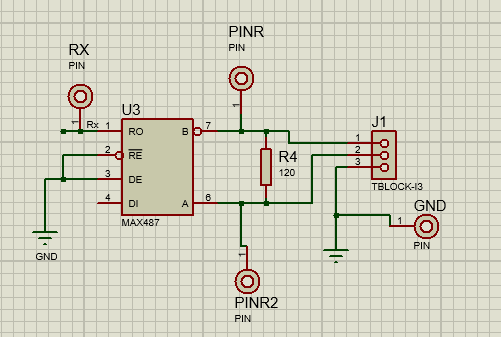 PINR
PIN
RX
PIN
1
1
U3
J1
Rx
1
RO
B
7
1
2
RE
2
3
R4
120
3
DE
4
DI
A
6
TBLOCK-I3
MAX487
GND
1
PIN
GND
1
PINR2
PIN